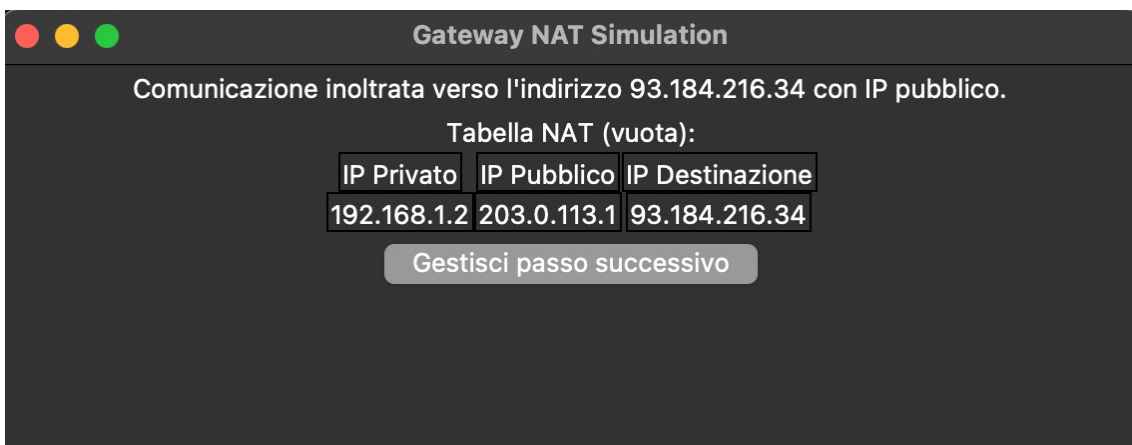 Gateway NAT Simulation
Comunicazione inoltrata verso l'indirizzo 93.184.216.34 con IP pubblico.
Tabella NAT (vuota):
IP Privato IP Pubblico IP Destinazione
192.168.1.2 203.0.113.1 93.184.216.34
Gestisci passo successivo